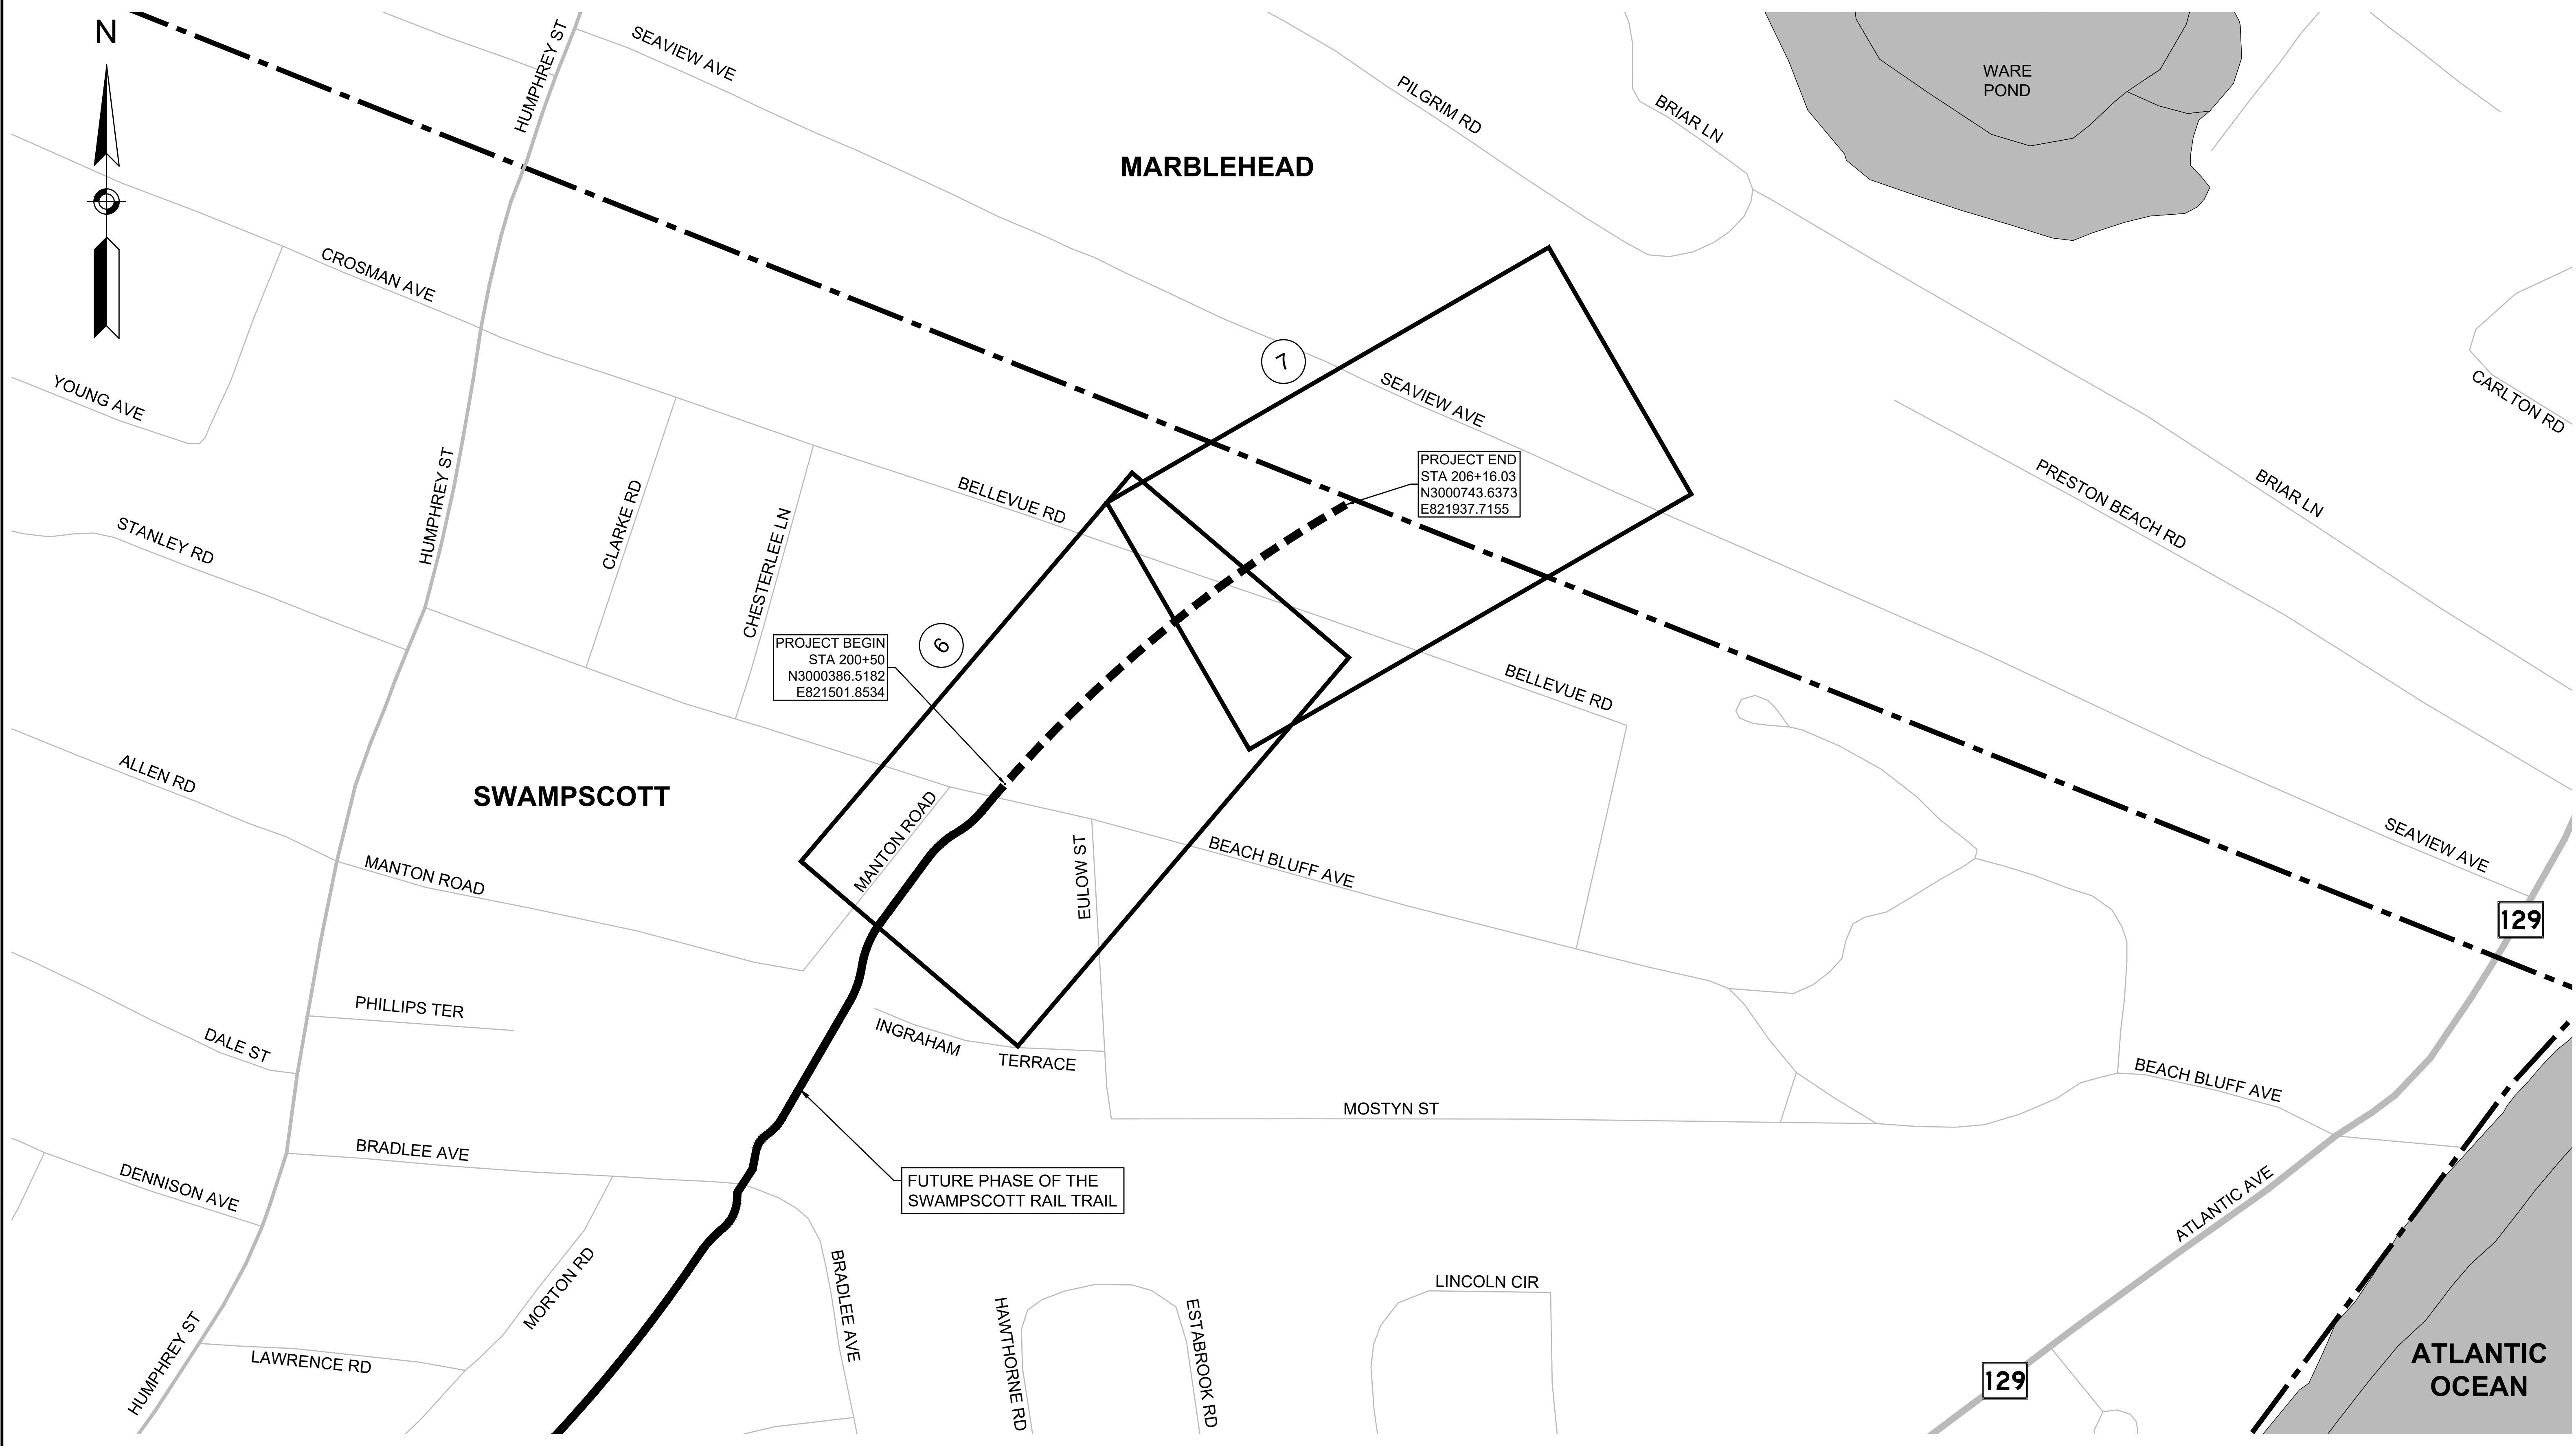 N
HUMPHREY ST
SEAVIEW AVE
WARE
POND
PILGRIM RD
BRIAR LN
MARBLEHEAD
CROSMAN AVE
YOUNG AVE
7
SEAVIEW AVE
CARLTON RD
HUMPHREY ST
CLARKE RD
CHESTERLEE LN
BELLEVUE RD
PROJECT END
STA 206+16.03
N3000743.6373
E821937.7155
PRESTON BEACH RD
BRIAR LN
STANLEY RD
PROJECT BEGIN
STA 200+50
N3000386.5182
E821501.8534
6
BELLEVUE RD
ALLEN RD
SWAMPSCOTT
MANTON ROAD
MANTON ROAD
EULOW ST
BEACH BLUFF AVE
SEAVIEW AVE
129
PHILLIPS TER
DALE ST
INGRAHAM
TERRACE
MOSTYN ST
BEACH BLUFF AVE
BRADLEE AVE
DENNISON AVE
FUTURE PHASE OF THE
SWAMPSCOTT RAIL TRAIL
ATLANTIC AVE
MORTON RD
BRADLEE AVE
HAWTHORNE RD
ESTABROOK RD
LINCOLN CIR
HUMPHREY ST
LAWRENCE RD
129
ATLANTIC
OCEAN